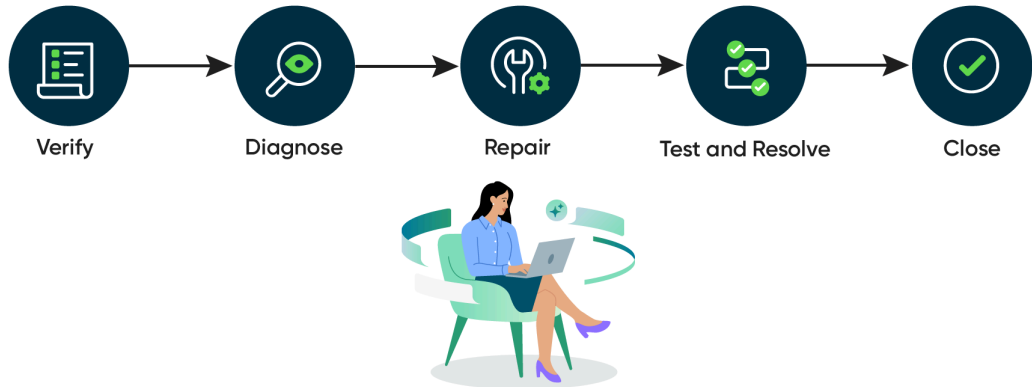 Verify
Diagnose
Repair
Test and Resolve
Close